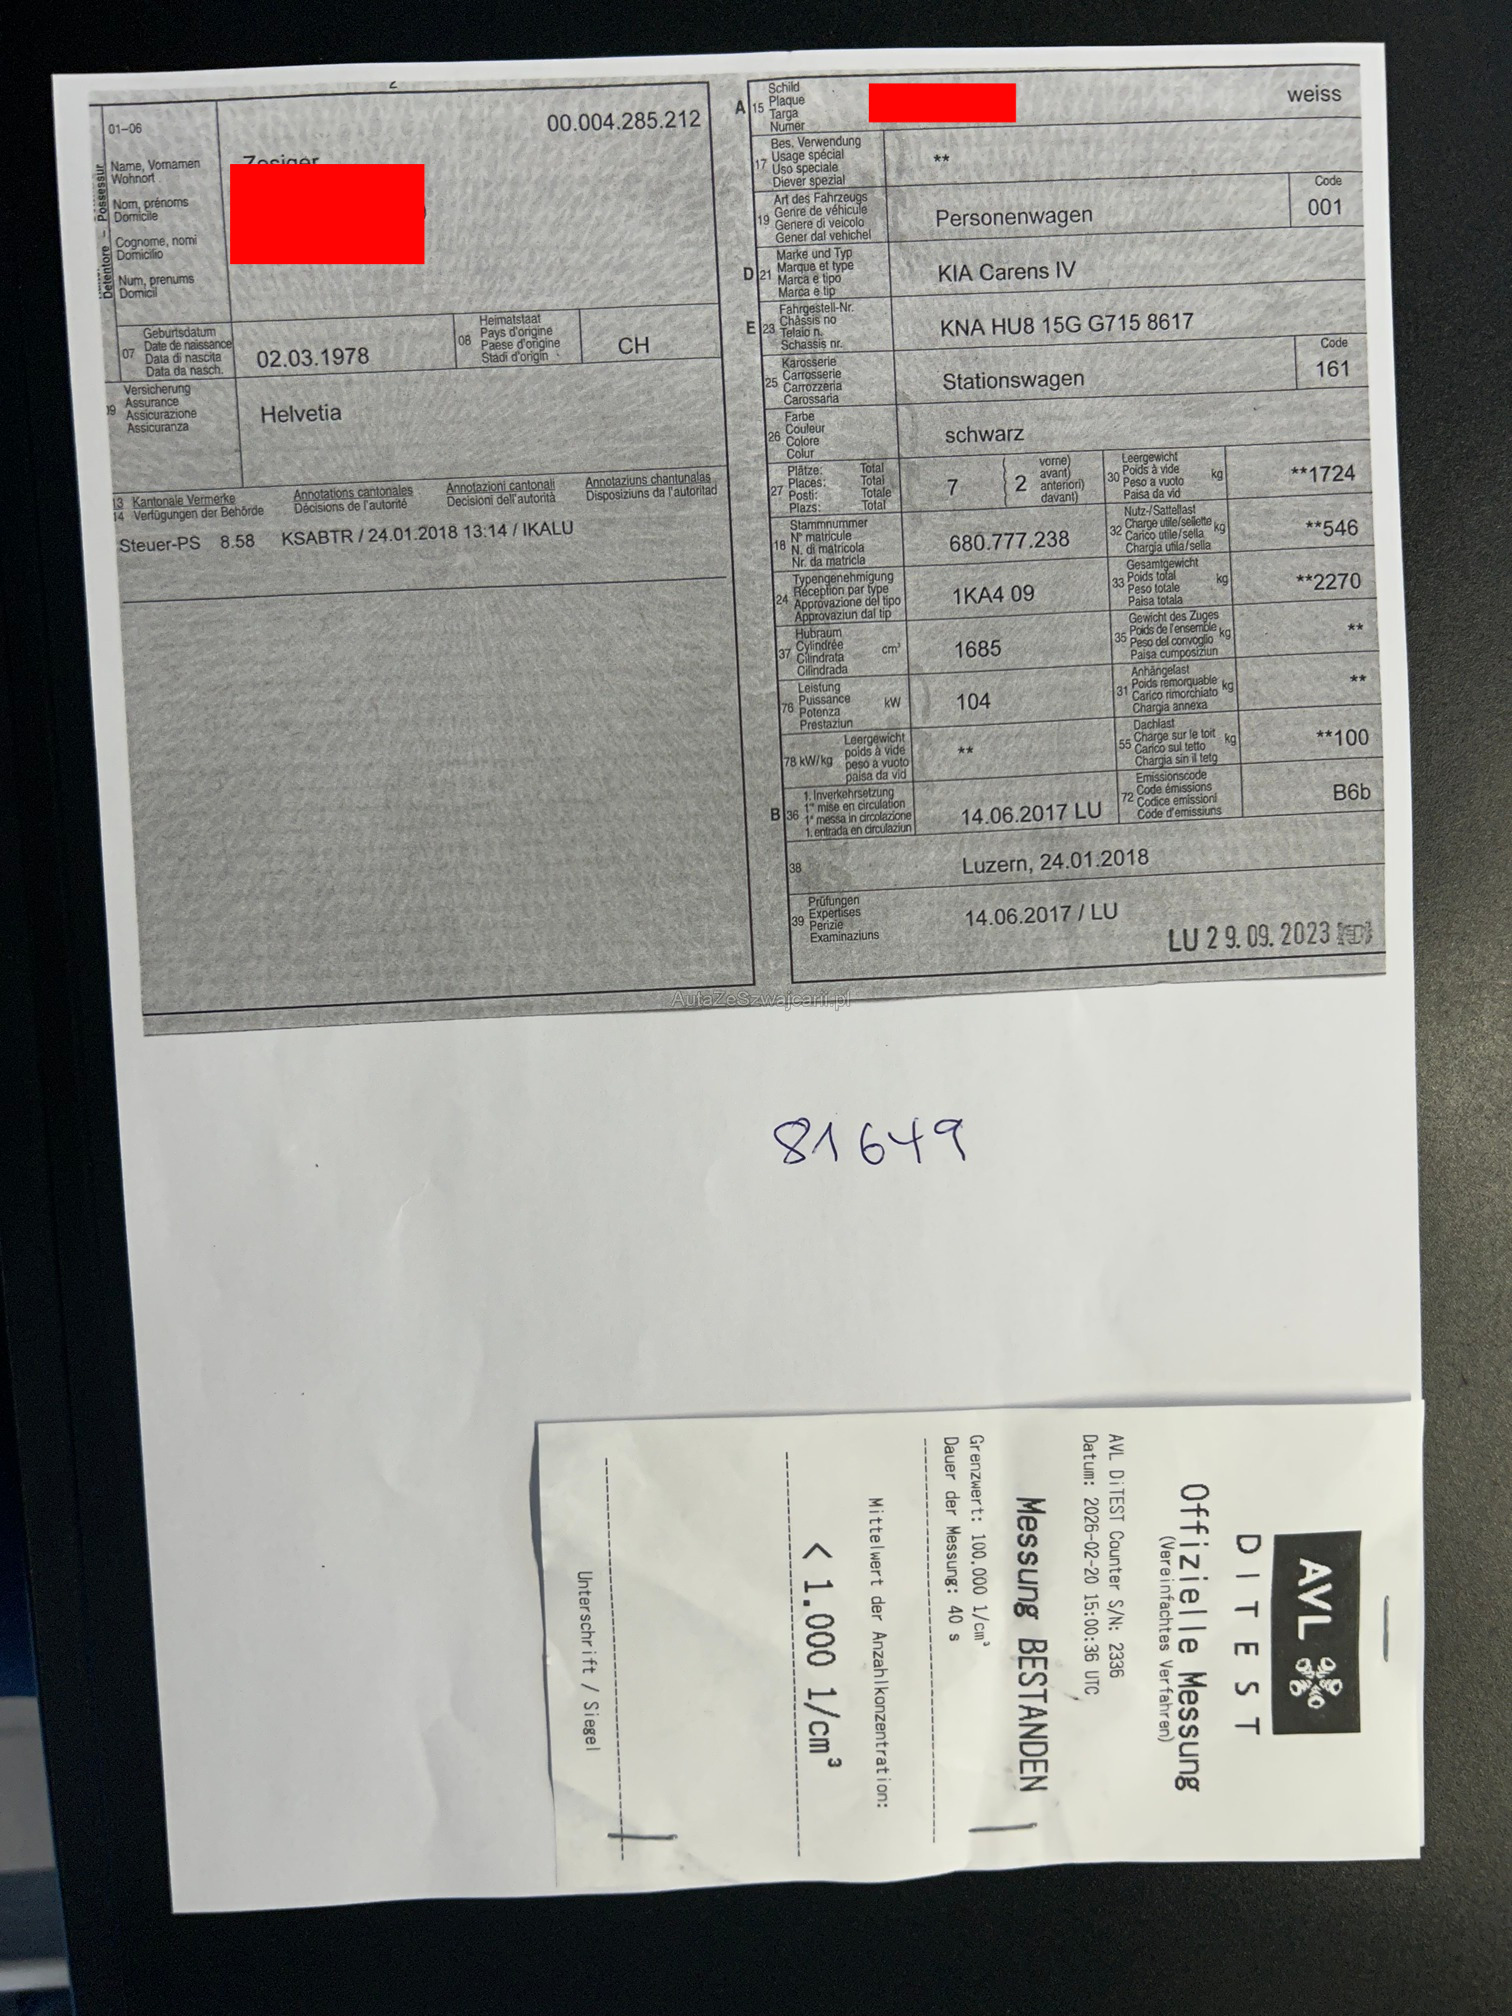 01-06
00.004.285.212
Detentore – Possessur
Name, Vornamen
Wohnort
Nom, prénoms
Domicile
Cognome, nomi
Domicilio
Num, prenums
Domicil
07 Geburtsdatum
Date de naissance
Data di nascita
Data da nasch.
02.03.1978
08 Heimatstaat
Pays d'origine
Paese d'origine
Stadi d'origin
CH
09 Versicherung
Assurance
Assicurazione
Assicuranza
Helvetia
13 Kantonale Vermerke Annotations cantonales Annotazioni cantonali Annotaziuns chantunalas
14 Verfügungen der Behörde Décisions de l'autorité Decisioni dell'autorità Disposiziuns da l'autoritad
Steuer-PS 8.58 KSABTR / 24.01.2018 13:14 / IKALU
A 15 Schild
Plaque
Targa
Numer
weiss
17 Bes. Verwendung
Usage spécial
Uso speciale
Diever spezial
**
19 Art des Fahrzeugs
Genre de véhicule
Genere di veicolo
Gener dal vehichel
Personenwagen
Code
001
D 21 Marke und Typ
Marque et type
Marca e tipo
Marca e tip
KIA Carens IV
E 23 Fahrgestell-Nr.
Châssis no
Telaio n.
Schassis nr.
KNA HU8 15G G715 8617
25 Karosserie
Carrosserie
Carrozzeria
Carossaria
Stationswagen
Code
161
26 Farbe
Couleur
Colore
Colur
schwarz
27 Plätze: Total
Places: Total
Posti: Totale
Plazs: Total
7 2
vorne)
avant)
anteriori)
davant)
30 Leergewicht
Poids à vide kg
Peso a vuoto
Paisa da vid
**1724
18 Stammnummer
N° matricule
N. di matricola
Nr. da matricla
680.777.238
32 Nutz-/Sattellast
Charge utile/sellette kg
Carico utile/sella
Chargia utila/sella
**546
24 Typengenehmigung
Réception par type
Approvazione del tipo
Approvaziun dal tip
1KA4 09
33 Gesamtgewicht
Poids total kg
Peso totale
Paisa totala
**2270
37 Hubraum
Cylindrée cm³
Cilindrata
Cilindrada
1685
35 Gewicht des Zuges
Poids de l'ensemble kg
Peso del convoglio
Paisa cumposiziun
**
76 Leistung
Puissance kW
Potenza
Prestaziun
104
31 Anhängelast
Poids remorquable kg
Carico rimorchiato
Chargia annexa
**
78 kW/kg Leergewicht
poids à vide
peso a vuoto
paisa da vid
**
55 Dachlast
Charge sur le toit kg
Carico sul tetto
Chargia sin il tetg
**100
B 36 1. Inverkehrsetzung
1re mise en circulation
1a messa in circolazione
1. entrada en circulaziun
14.06.2017 LU
72 Emissionscode
Code émissions
Codice emissioni
Code d'emissiuns
B6b
38 Luzern, 24.01.2018
39 Prüfungen
Expertises
Perizie
Examinaziuns
14.06.2017 / LU
LU 29.09.2023
AutaZeSzwajcarii.pl
81649
AVL
DITEST
Offizielle Messung
(Vereinfachtes Verfahren)
AVL DiTEST Counter S/N: 2336
Datum: 2026-02-20 15:00:36 UTC
Messung BESTANDEN
Grenzwert: 100.000 1/cm³
Dauer der Messung: 40 s
Mittelwert der Anzahlkonzentration:
< 1.000 1/cm³
Unterschrift / Siegel